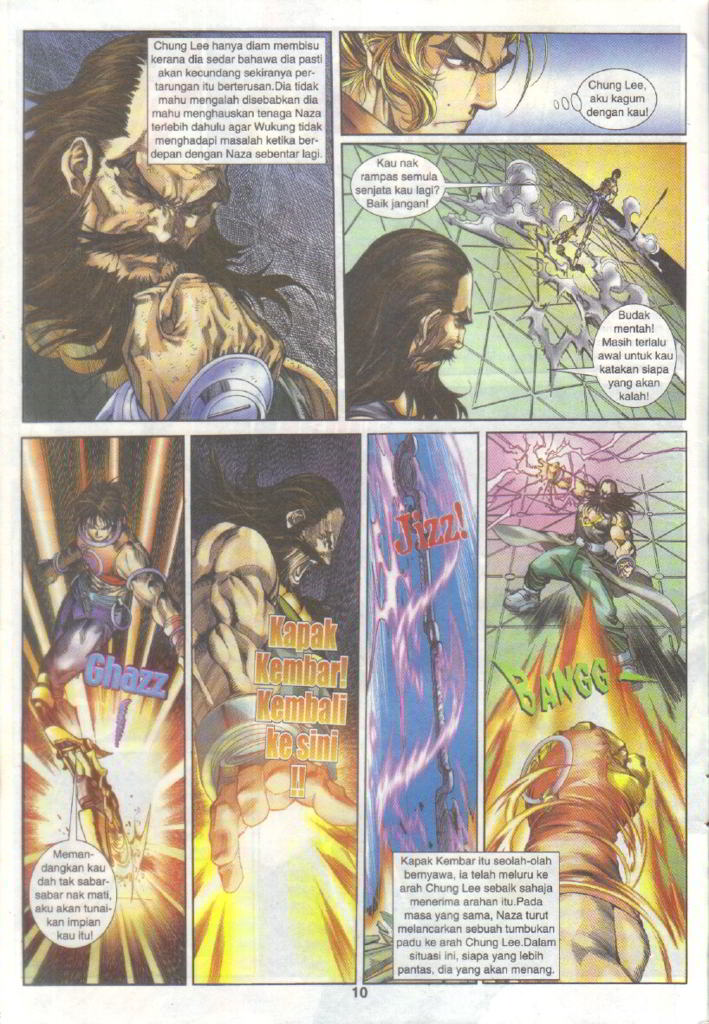 Chung Lee hanya diam membisu
kerana dia sedar bahawa dia pasti
akan kecundang sekiranya per-
tarungan itu berterusan.Dia tidak
mahu mengalah disebabkan dia
mahu menghauskan tenaga Naza
terlebih dahulu agar Wukung tidak
menghadapi masalah ketika ber-
depan dengan Naza sebentar lagi.
Chung Lee,
aku kagum
dengan kau!
Kau nak
rampas semula
senjata kau lagi?
Baik jangan!
Budak
mentah!
Masih terlalu
awal untuk kau
katakan siapa
yang akan
kalah!
Ghazz
!
Meman-
dangkan kau
dah tak sabar-
sabar nak mati,
aku akan tunai-
kan impian
kau itu!
Kapak
Kembar!
Kembali
ke sini
!!
Jizz!
BANGG
Kapak Kembar itu seolah-olah
bernyawa, ia telah meluru ke
arah Chung Lee sebaik sahaja
menerima arahan itu.Pada
masa yang sama, Naza turut
melancarkan sebuah tumbukan
padu ke arah Chung Lee.Dalam
situasi ini, siapa yang lebih
pantas, dia yang akan menang.
10